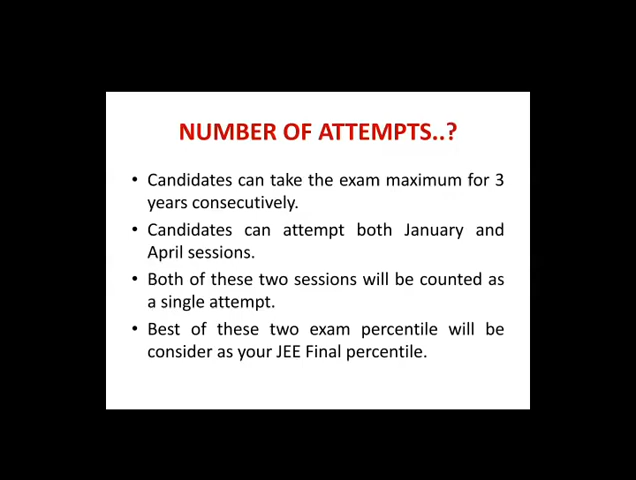 NUMBER OF ATTEMPTS..?
• Candidates can take the exam maximum for 3
years consecutively.
• Candidates can attempt both January and
April sessions.
• Both of these two sessions will be counted as
a single attempt.
• Best of these two exam percentile will be
consider as your JEE Final percentile.